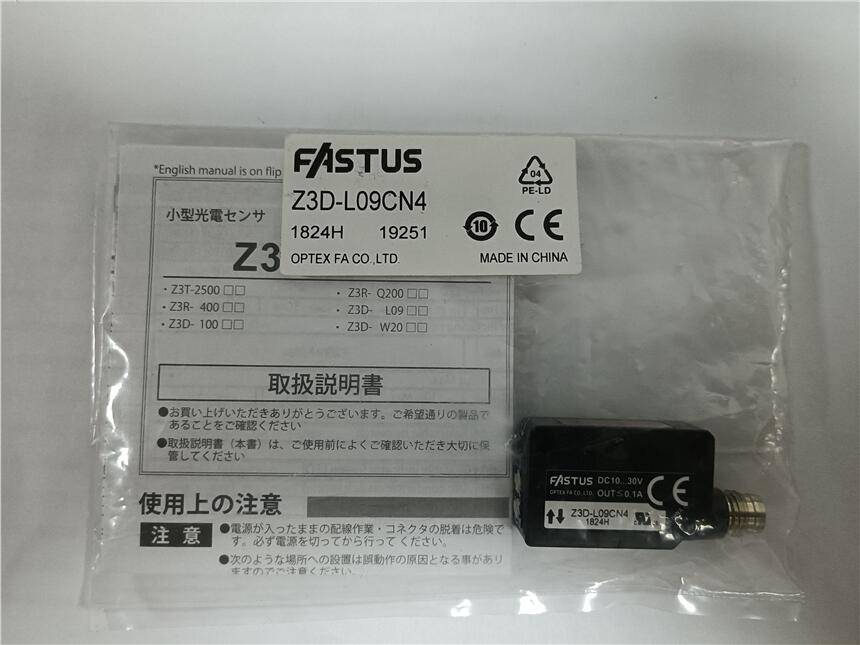 *English manual is on flip
小型光電センサ
Z3
・Z3T-2500 □□
・Z3R- 400 □□
・Z3D- 100 □□
・Z3R- Q200 □□
・Z3D- L09 □□
・Z3D- W20 □□
取扱説明書
●お買い上げいただきありがとうございます。ご希望通りの製品で
あることをご確認ください
●取扱説明書（本書）は、ご使用前によくご確認いただき大切に保
管してください
使用上の注意
注 意
●電源が入ったままの配線作業・コネクタの脱着は危険で
す。必ず電源を切ってから行ってください。
●次のような場所への設置は誤動作の原因となる事があり
ますのでご注意ください。
FASTUS
Z3D-L09CN4
1824H 19251
OPTEX FA CO.,LTD.
04
PE-LD
10
CE
MADE IN CHINA
FASTUS DC10...30V
OPTEX FA CO.,LTD. OUT≤0.1A
CE
Z3D-L09CN4
1824H